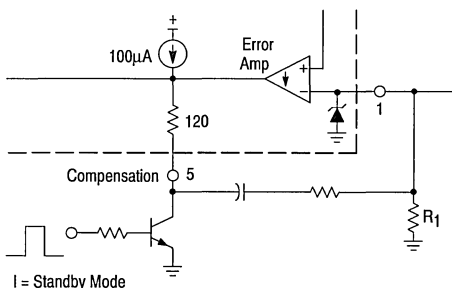 +
100µA
Error
Amp
+
−
1
120
Compensation
5
R1
I = Standby Mode